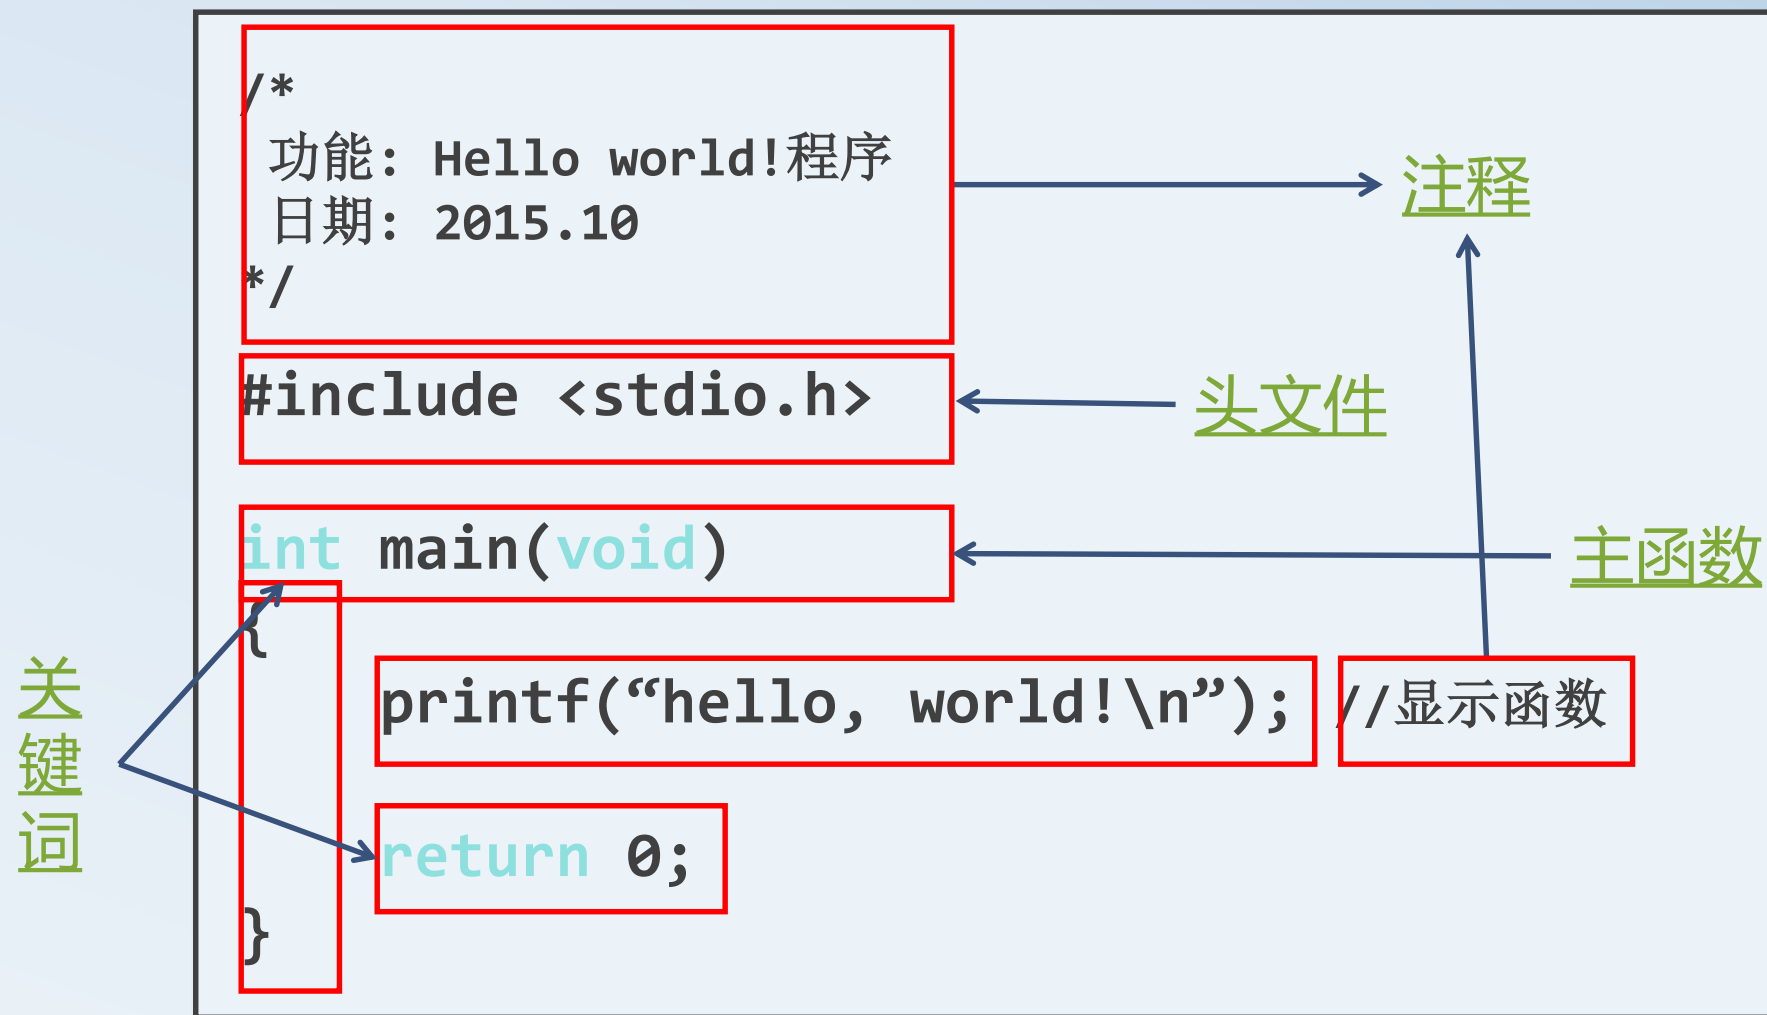 /*
功能: Hello world!程序
日期: 2015.10
*/
注释
#include <stdio.h>
头文件
int main(void)
主函数
{
printf(“hello, world!\n”); //显示函数
关键词
return 0;
}